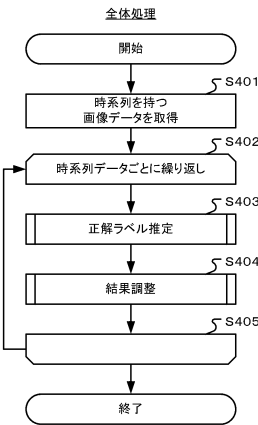 全体処理
開始
S401
時系列を持つ
画像データを取得
S402
時系列データごとに繰り返し
S403
正解ラベル推定
S404
結果調整
S405
終了